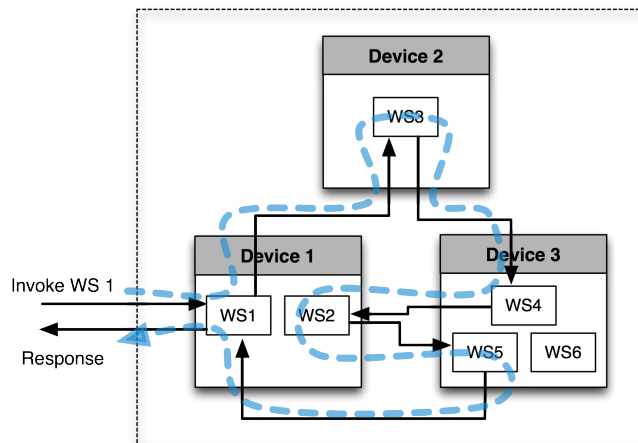 Device 2
WS3
Device 1
Device 3
Invoke WS 1
WS1
WS2
WS4
Response
WS5
WS6